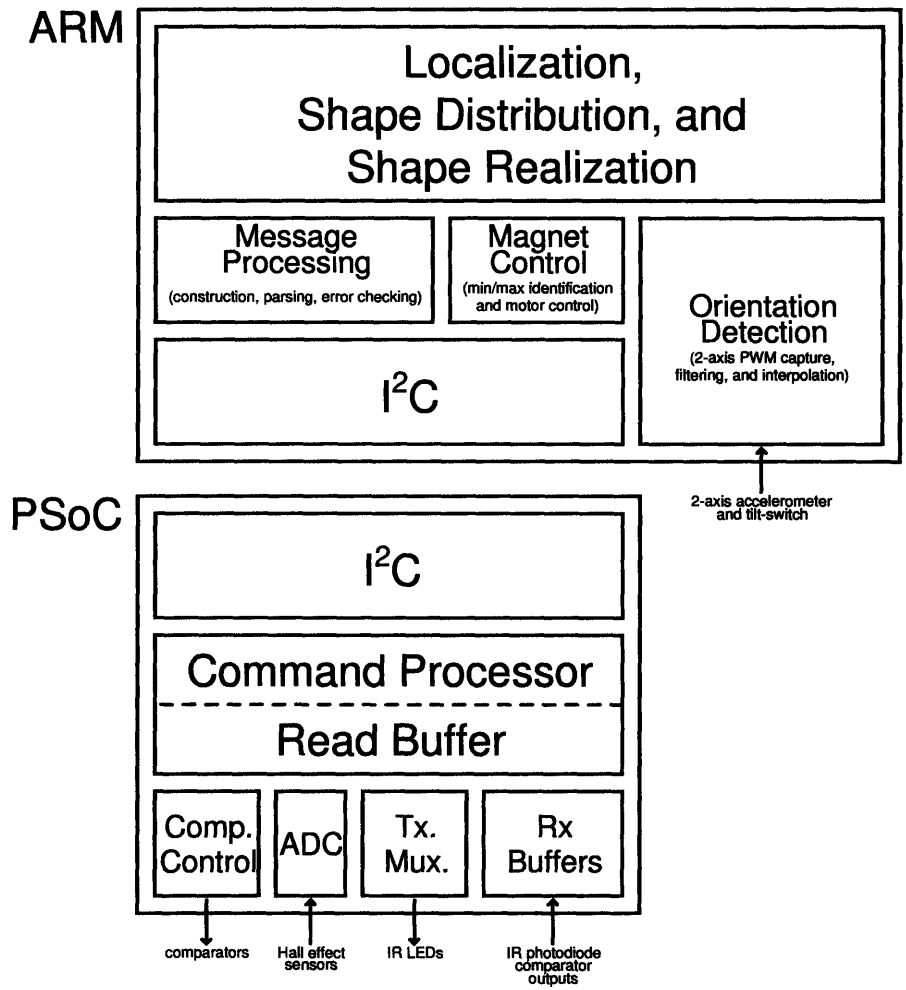 ARM
Localization,
Shape Distribution, and
Shape Realization
Message
Processing
(construction, parsing, error checking)
Magnet
Control
(min/max identification
and motor control)
Orientation
Detection
(2-axis PWM capture,
filtering, and interpolation)
I²C
2-axis accelerometer
and tilt-switch
PSoC
I²C
Command Processor
Read Buffer
Comp.
Control
ADC
Tx.
Mux.
Rx
Buffers
comparators
Hall effect
sensors
IR LEDs
IR photodiode
comparator
outputs